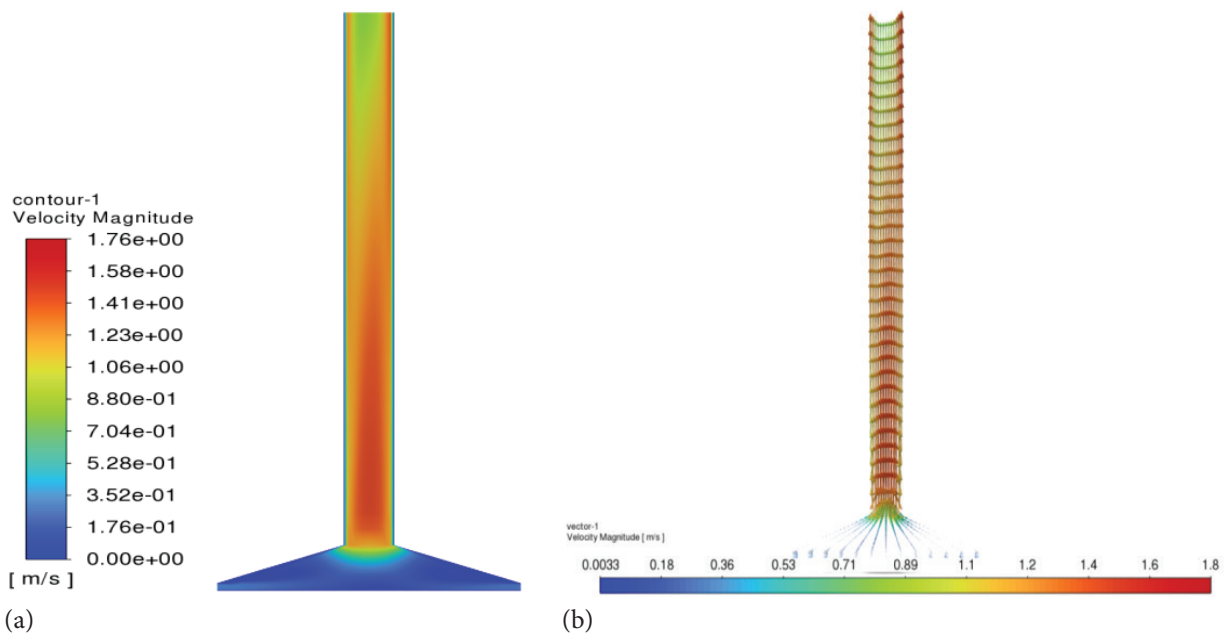 contour-1
Velocity Magnitude
1.76e+00
1.58e+00
1.41e+00
1.23e+00
1.06e+00
8.80e-01
7.04e-01
5.28e-01
3.52e-01
1.76e-01
0.00e+00
[ m/s ]
(a)
vector-1
Velocity Magnitude [ m/s ]
0.0033 0.18 0.36 0.53 0.71 0.89 1.1 1.2 1.4 1.6 1.8
(b)